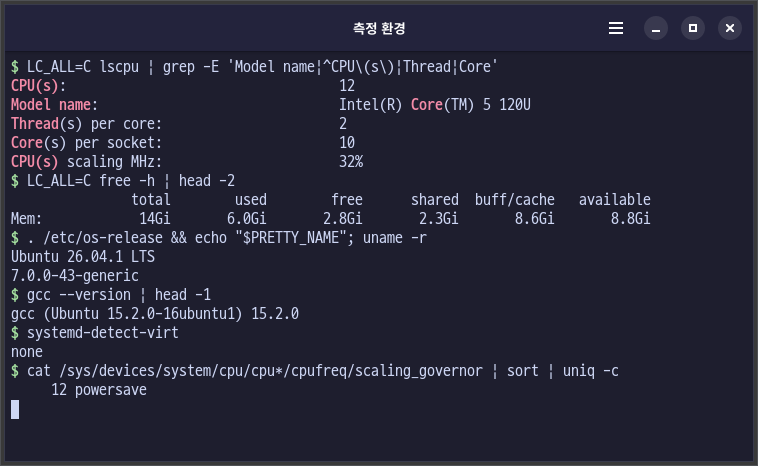 측정 환경
$ LC_ALL=C lscpu | grep -E 'Model name|^CPU\(s\)|Thread|Core'
CPU(s):                                  12
Model name:                              Intel(R) Core(TM) 5 120U
Thread(s) per core:                      2
Core(s) per socket:                      10
CPU(s) scaling MHz:                      32%
$ LC_ALL=C free -h | head -2
               total        used        free      shared  buff/cache   available
Mem:            14Gi       6.0Gi       2.8Gi       2.3Gi       8.6Gi       8.8Gi
$ . /etc/os-release && echo "$PRETTY_NAME"; uname -r
Ubuntu 26.04.1 LTS
7.0.0-43-generic
$ gcc --version | head -1
gcc (Ubuntu 15.2.0-16ubuntu1) 15.2.0
$ systemd-detect-virt
none
$ cat /sys/devices/system/cpu/cpu*/cpufreq/scaling_governor | sort | uniq -c
     12 powersave